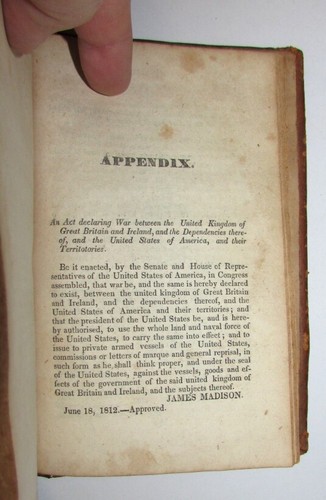 APPENDIX.
An Act declaring War between the United Kingdom of
Great Britain and Ireland, and the Dependencies there-
of, and the United States of America, and their
Territories.
Be it enacted, by the Senate and House of Repre-
sentatives of the United States of America, in Congress
assembled, that war be, and the same is hereby declared
to exist, between the united kingdom of Great Britain
and Ireland, and the dependencies thereof, and the
United States of America and their territories; and
that the president of the United States be, and is here-
by authorised, to use the whole land and naval force of
the United States, to carry the same into effect; and to
issue to private armed vessels of the United States,
commissions or letters of marque and general reprisal, in
such form as he shall think proper, and under the seal
of the United States, against the vessels, goods and ef-
fects of the government of the said united kingdom of
Great Britain and Ireland, and the subjects thereof.
JAMES MADISON.
June 18, 1812.—Approved.